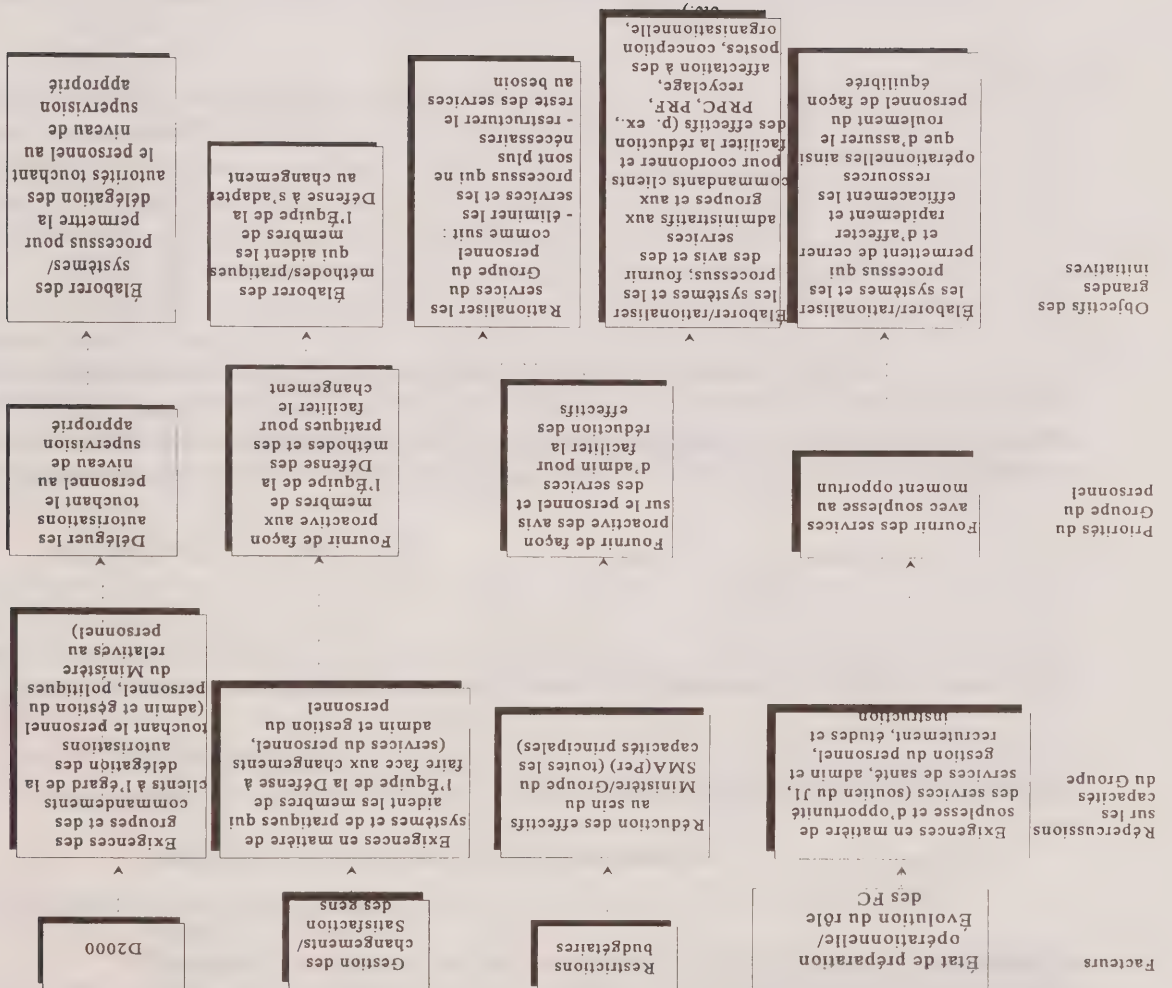 Facteurs
État de préparation
opérationnelle/
Évolution du rôle
des FC
Restrictions
budgétaires
Gestion des
changements/
Satisfaction
des gens
D2000
Répercussions
sur les
capacités
du Groupe
Exigences en matière de
souplesse et d'opportunité
des services (soutien du J1,
services de santé, admin et
gestion du personnel,
recrutement, études et
instruction
Réduction des effectifs
au sein du
Ministère/Groupe du
SMA(Per) (toutes les
capacités principales)
Exigences en matière de
systèmes et de pratiques qui
aident les membres de
l'Équipe de la Défense à
faire face aux changements
(services du personnel,
admin et gestion du
personnel
Exigences des
groupes et des
commandements
clients à l'égard de la
délégation des
autorisations
touchant le personnel
(admin et gestion du
personnel, politiques
du Ministère
relatives au
personnel)
Priorités du
Groupe du
personnel
Fournir des services
avec souplesse au
moment opportun
Fournir de façon
proactive des avis
sur le personnel et
des services
d'admin pour
faciliter la
réduction des
effectifs
Fournir de façon
proactive aux
membres de
l'Équipe de la
Défense des
méthodes et des
pratiques pour
faciliter le
changement
Déléguer les
autorisations
touchant le
personnel au
niveau de
supervision
approprié
Objectifs des
grandes
initiatives
Élaborer/rationaliser
les systèmes et les
processus qui
permettent de cerner
et d'affecter
rapidement et
efficacement les
ressources
opérationnelles ainsi
que d'assurer le
roulement du
personnel de façon
équilibrée
Élaborer/rationaliser
les systèmes et les
processus; fournir
des avis et des
services
administratifs aux
groupes et aux
commandants clients
pour coordonner et
faciliter la réduction
des effectifs (p. ex.,
PRPC, PRF,
recyclage,
affectation à des
postes, conception
organisationnelle,
etc.)
Rationaliser les
services du
Groupe du
personnel
comme suit :
- éliminer les
services et les
processus qui ne
sont plus
nécessaires
- restructurer le
reste des services
au besoin
Élaborer des
méthodes/pratiques
qui aident les
membres de
l'Équipe de la
Défense à s'adapter
au changement
Élaborer des
systèmes/
processus pour
permettre la
délégation des
autorités touchant
le personnel au
niveau de
supervision
approprié